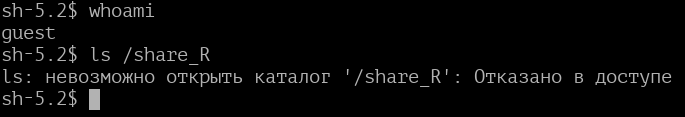 sh-5.2$ whoami
guest
sh-5.2$ ls /share_R
ls: невозможно открыть каталог '/share_R': Отказано в доступе
sh-5.2$